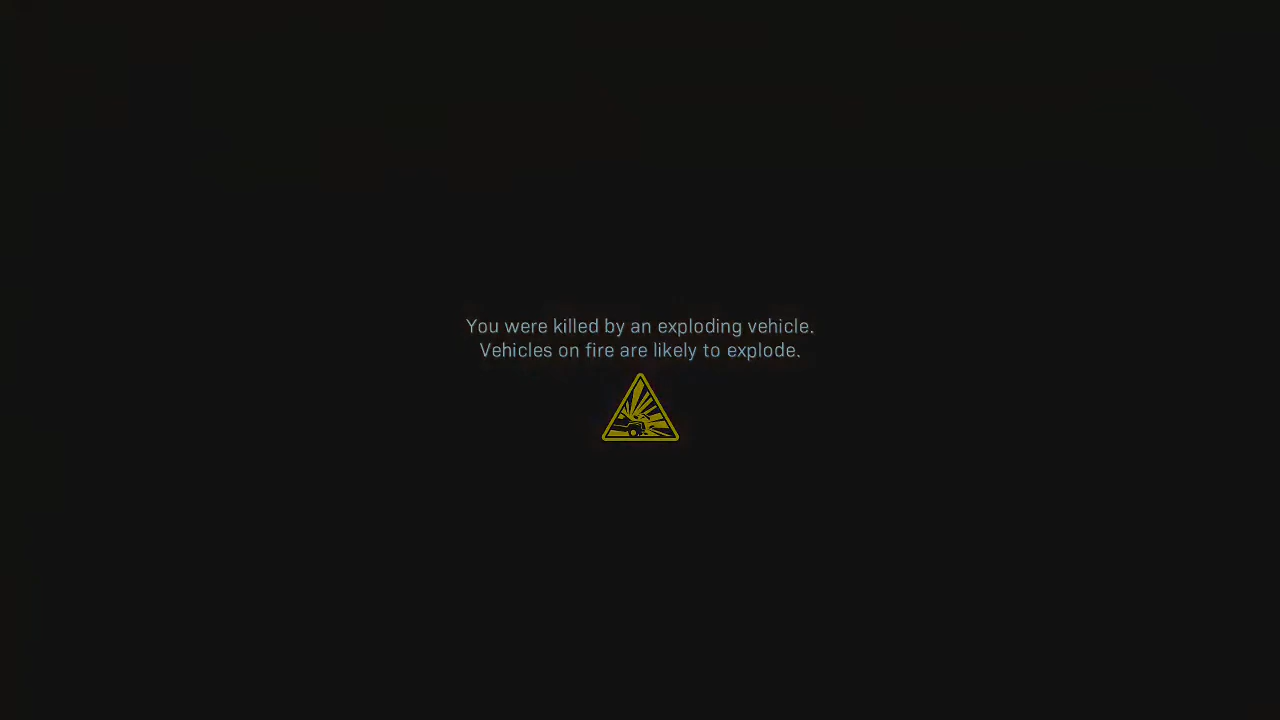 You were killed by an exploding vehicle.
Vehicles on fire are likely to explode.